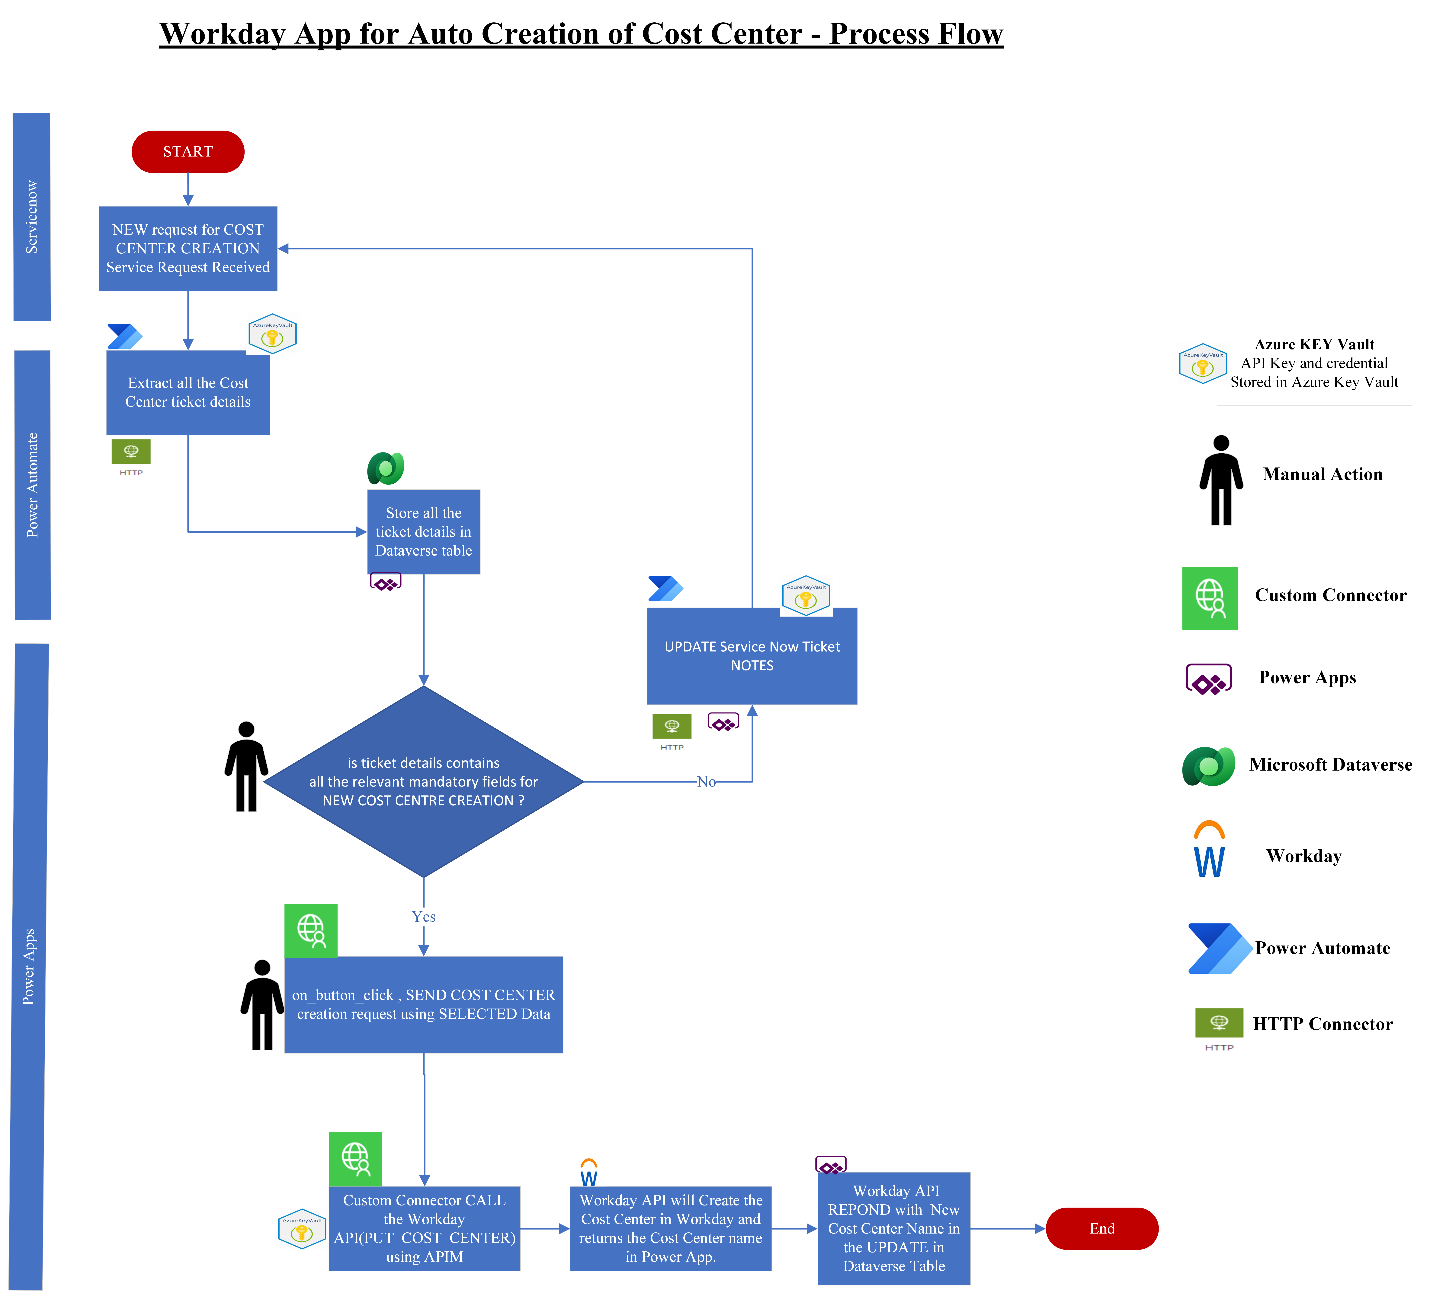 Workday App for Auto Creation of Cost Center - Process Flow
Servicenow
START
NEW request for COST
CENTER CREATION
Service Request Received
Power Automate
AzureKeyVault
Extract all the Cost
Center ticket details
HTTP
Store all the
ticket details in
Dataverse table
AzureKeyVault
UPDATE Service Now Ticket
NOTES
HTTP
Power Apps
is ticket details contains
all the relevant mandatory fields for
NEW COST CENTRE CREATION ?
No
Yes
on_button_click , SEND COST CENTER
creation request using SELECTED Data
AzureKeyVault
Custom Connector CALL
the Workday
API(PUT_COST_CENTER)
using APIM
Workday API will Create the
Cost Center in Workday and
returns the Cost Center name
in Power App.
Workday API
REPOND with New
Cost Center Name in
the UPDATE in
Dataverse Table
End
AzureKeyVault
Azure KEY Vault
API Key and credential
Stored in Azure Key Vault
Manual Action
Custom Connector
Power Apps
Microsoft Dataverse
Workday
Power Automate
HTTP Connector
HTTP